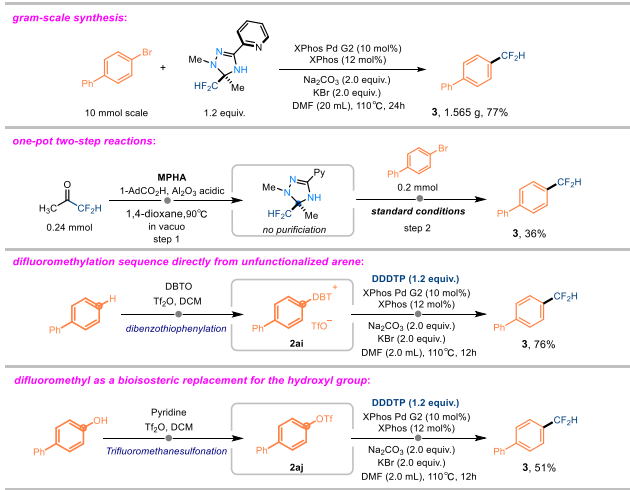 gram-scale synthesis:
Br
Ph
10 mmol scale
+
N
N
MeN
NH
Me
HF2C
1.2 equiv.
XPhos Pd G2 (10 mol%)
XPhos (12 mol%)
Na2CO3 (2.0 equiv.)
KBr (2.0 equiv.)
DMF (20 mL), 110°C, 24h
CF2H
Ph
3, 1.565 g, 77%
one-pot two-step reactions:
O
H3C
CF2H
0.24 mmol
MPHA
1-AdCO2H, Al2O3 acidic
1,4-dioxane,90°C
in vacuo
step 1
Py
N
MeN
NH
Me
HF2C
no purificiation
Br
Ph
0.2 mmol
standard conditions
step 2
CF2H
Ph
3, 36%
difluoromethylation sequence directly from unfunctionalized arene:
H
Ph
DBTO
Tf2O, DCM
dibenzothiophenylation
DBT+
Ph
TfO−
2ai
DDDTP (1.2 equiv.)
XPhos Pd G2 (10 mol%)
XPhos (12 mol%)
Na2CO3 (2.0 equiv.)
KBr (2.0 equiv.)
DMF (2.0 mL), 110°C, 12h
CF2H
Ph
3, 76%
difluoromethyl as a bioisosteric replacement for the hydroxyl group:
OH
Ph
Pyridine
Tf2O, DCM
Trifluoromethanesulfonation
OTf
Ph
2aj
DDDTP (1.2 equiv.)
XPhos Pd G2 (10 mol%)
XPhos (12 mol%)
Na2CO3 (2.0 equiv.)
KBr (2.0 equiv.)
DMF (2.0 mL), 110°C, 12h
CF2H
Ph
3, 51%